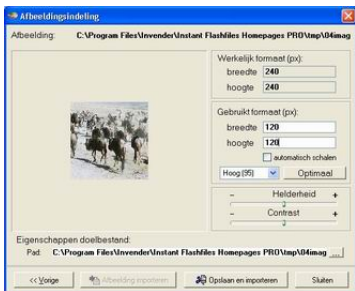 Afbeeldingsindeling
Afbeelding: C:\Program Files\Invender\Instant Flashfiles Homepages PRO\tmp\04imag
Werkelijk formaat (px):
breedte 240
hoogte 240
Gebruikt formaat (px):
breedte 120
hoogte 120
automatisch schalen
Hoog (95) Optimaal
- Helderheid +
- Contrast +
Eigenschappen doelbestand:
Pad: C:\Program Files\Invender\Instant Flashfiles Homepages PRO\tmp\04imag ...
<< Vorige Afbeelding importeren Opslaan en importeren Sluiten